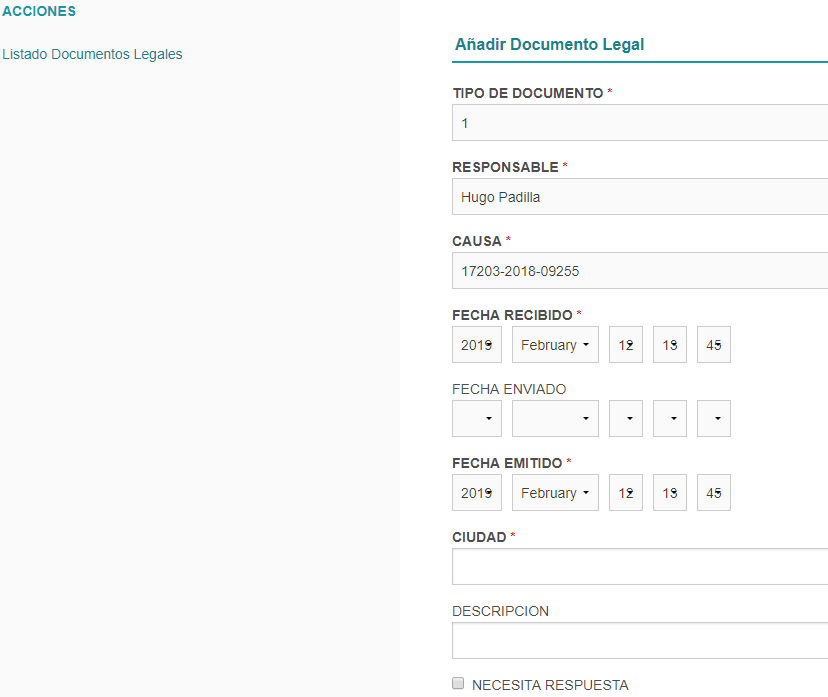 ACCIONES
Listado Documentos Legales
Añadir Documento Legal
TIPO DE DOCUMENTO *
1
RESPONSABLE *
Hugo Padilla
CAUSA *
17203-2018-09255
FECHA RECIBIDO *
2019 February 12 13 45
FECHA ENVIADO
FECHA EMITIDO *
2019 February 12 13 45
CIUDAD *
DESCRIPCION
NECESITA RESPUESTA